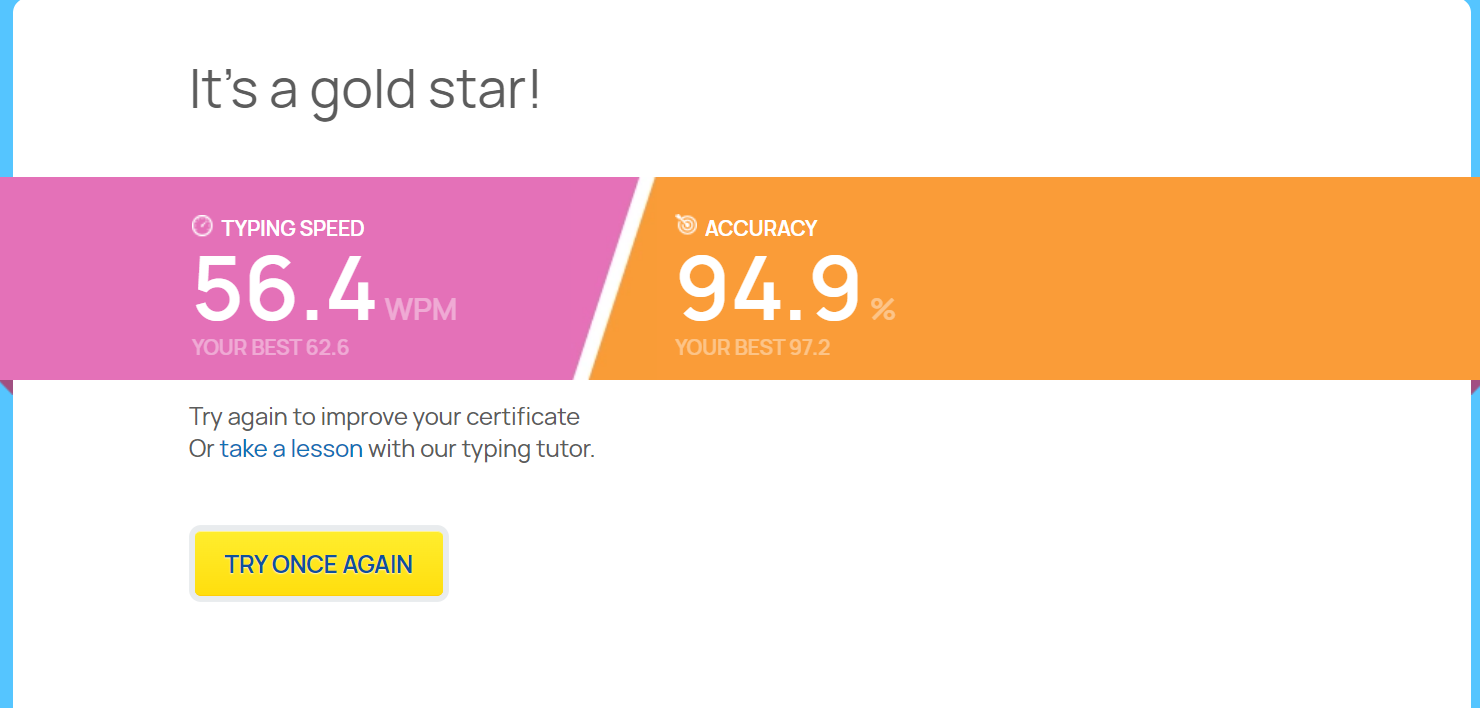 It’s a gold star!
TYPING SPEED
56.4 WPM
YOUR BEST 62.6
ACCURACY
94.9 %
YOUR BEST 97.2
Try again to improve your certificate
Or take a lesson with our typing tutor.
TRY ONCE AGAIN